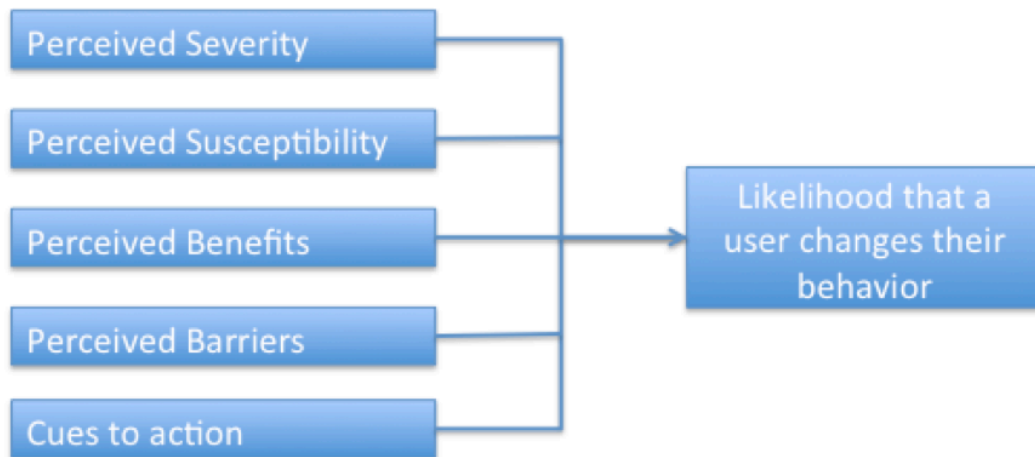 Perceived Severity
Perceived Susceptibility
Perceived Benefits
Perceived Barriers
Cues to action
Likelihood that a
user changes their
behavior